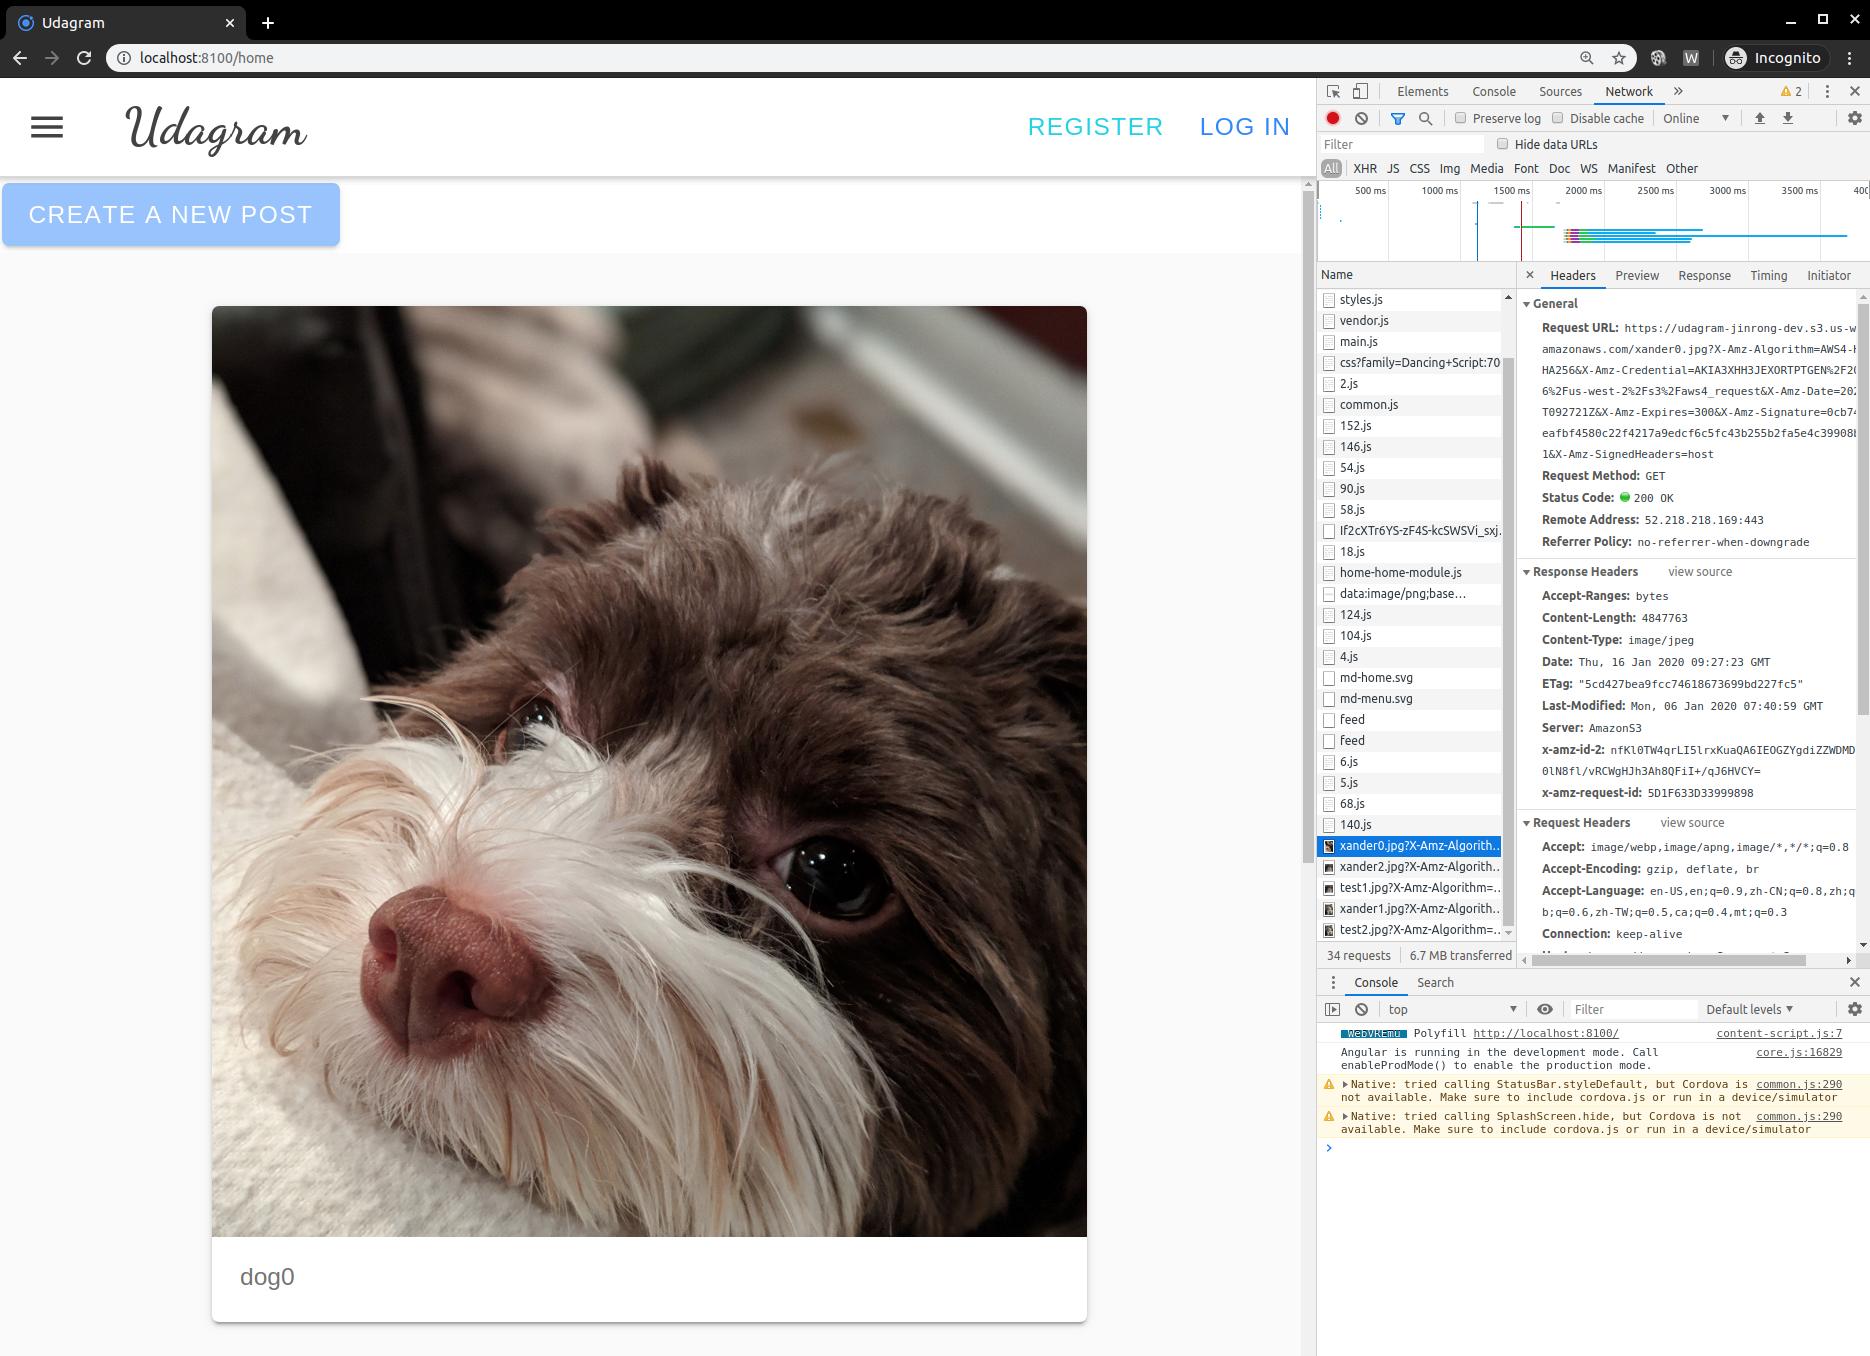 Udagram
localhost:8100/home
Incognito
Udagram
REGISTER
LOG IN
CREATE A NEW POST
dog0
Elements Console Sources Network 2
Preserve log Disable cache Online
Filter Hide data URLs
All XHR JS CSS Img Media Font Doc WS Manifest Other
500 ms 1000 ms 1500 ms 2000 ms 2500 ms 3000 ms 3500 ms 400
Name
styles.js
vendor.js
main.js
css?family=Dancing+Script:70
2.js
common.js
152.js
146.js
54.js
90.js
58.js
If2cXTr6YS-zF4S-kcSWSVi_sxj.
18.js
home-home-module.js
data:image/png;base…
124.js
104.js
4.js
md-home.svg
md-menu.svg
feed
feed
6.js
5.js
68.js
140.js
xander0.jpg?X-Amz-Algorith…
xander2.jpg?X-Amz-Algorith…
test1.jpg?X-Amz-Algorithm=…
xander1.jpg?X-Amz-Algorith…
test2.jpg?X-Amz-Algorithm=…
34 requests 6.7 MB transferred
Headers Preview Response Timing Initiator
General
Request URL: https://udagram-jinrong-dev.s3.us-w
amazonaws.com/xander0.jpg?X-Amz-Algorithm=AWS4-H
HA256&X-Amz-Credential=AKIA3XHH3JEXORTPTGEN%2F20
6%2Fus-west-2%2Fs3%2Faws4_request&X-Amz-Date=202
T092721Z&X-Amz-Expires=300&X-Amz-Signature=0cb74
eafbf4580c22f4217a9edcf6c5fc43b255b2fa5e4c39908b
1&X-Amz-SignedHeaders=host
Request Method: GET
Status Code: 200 OK
Remote Address: 52.218.218.169:443
Referrer Policy: no-referrer-when-downgrade
Response Headers view source
Accept-Ranges: bytes
Content-Length: 4847763
Content-Type: image/jpeg
Date: Thu, 16 Jan 2020 09:27:23 GMT
ETag: "5cd427bea9fcc74618673699bd227fc5"
Last-Modified: Mon, 06 Jan 2020 07:40:59 GMT
Server: AmazonS3
x-amz-id-2: nfKl0TW4qrLI5lrxKuaQA6IEOGZYgdiZZWDMD
0lN8fl/vRCWgHJh3Ah8QFiI+/qJ6HVCY=
x-amz-request-id: 5D1F633D33999898
Request Headers view source
Accept: image/webp,image/apng,image/*,*/*;q=0.8
Accept-Encoding: gzip, deflate, br
Accept-Language: en-US,en;q=0.9,zh-CN;q=0.8,zh;q
b;q=0.6,zh-TW;q=0.5,ca;q=0.4,mt;q=0.3
Connection: keep-alive
Console Search
top Filter Default levels
WebVREmu Polyfill http://localhost:8100/ content-script.js:7
Angular is running in the development mode. Call core.js:16829
enableProdMode() to enable the production mode.
Native: tried calling StatusBar.styleDefault, but Cordova is common.js:290
not available. Make sure to include cordova.js or run in a device/simulator
Native: tried calling SplashScreen.hide, but Cordova is not common.js:290
available. Make sure to include cordova.js or run in a device/simulator